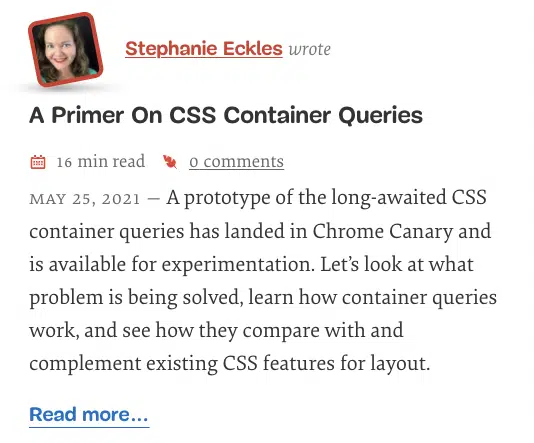 Stephanie Eckles wrote
A Primer On CSS Container Queries
16 min read 0 comments
MAY 25, 2021 — A prototype of the long-awaited CSS
container queries has landed in Chrome Canary and
is available for experimentation. Let’s look at what
problem is being solved, learn how container queries
work, and see how they compare with and
complement existing CSS features for layout.
Read more…